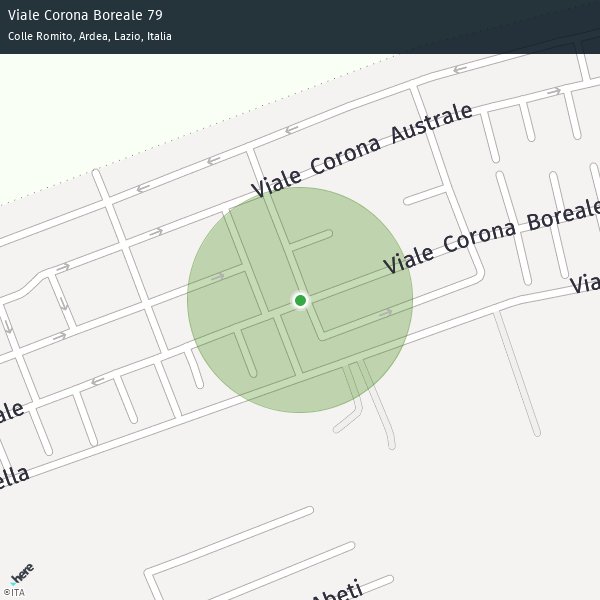 Viale Corona Boreale 79
Colle Romito, Ardea, Lazio, Italia
Viale Corona Australe
Viale Corona Boreale
Via
ale
ella
Abeti
here
©ITA